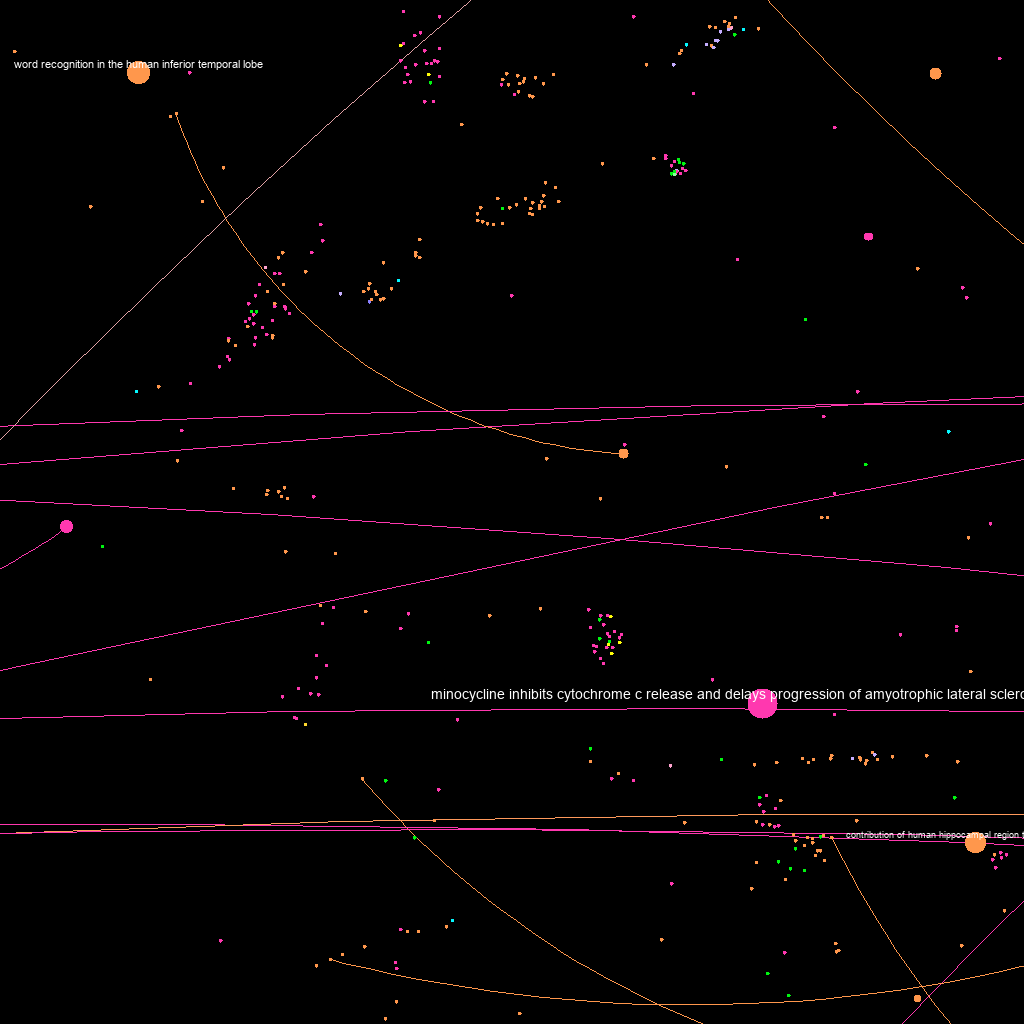 word recognition in the human inferior temporal lobe
minocycline inhibits cytochrome c release and delays progression of amyotrophic lateral sclero
contribution of human hippocampal region t